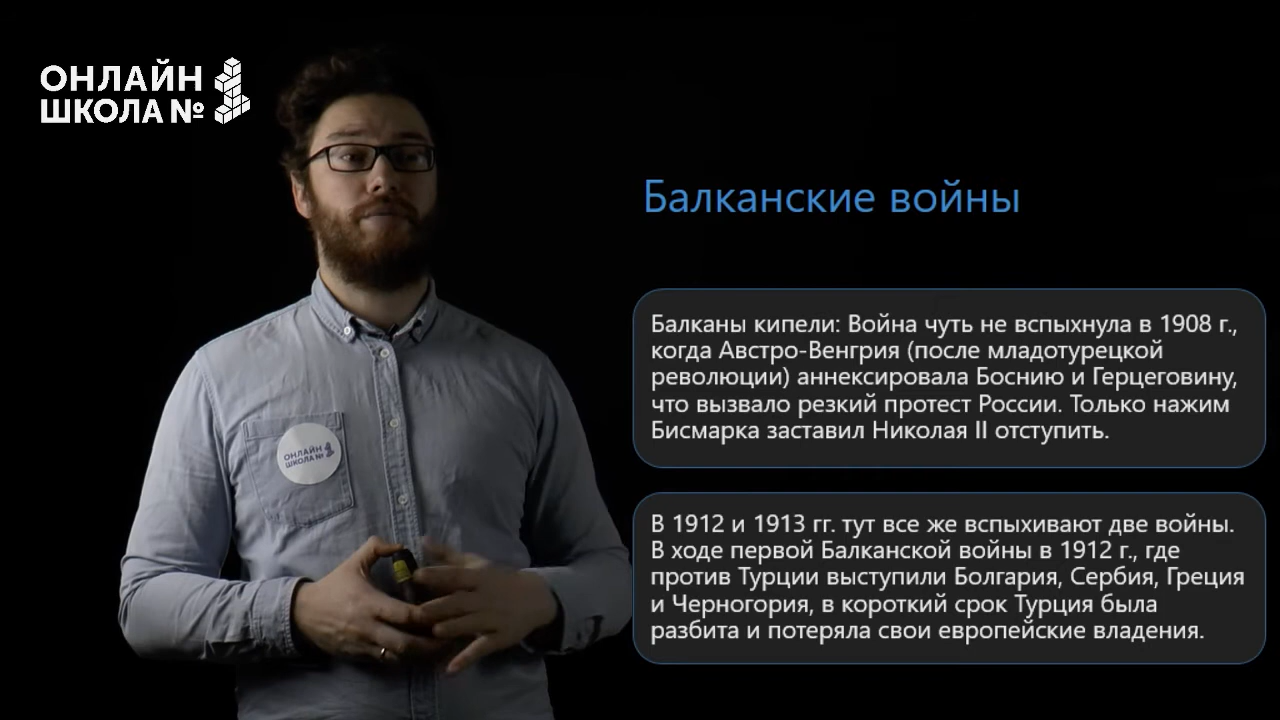 ОНЛАЙН
ШКОЛА №
Балканские войны
Балканы кипели: Война чуть не вспыхнула в 1908 г.,
когда Австро-Венгрия (после младотурецкой
революции) аннексировала Боснию и Герцеговину,
что вызвало резкий протест России. Только нажим
Бисмарка заставил Николая II отступить.
ОНЛАЙН
ШКОЛА №
В 1912 и 1913 гг. тут все же вспыхивают две войны.
В ходе первой Балканской войны в 1912 г., где
против Турции выступили Болгария, Сербия, Греция
и Черногория, в короткий срок Турция была
разбита и потеряла свои европейские владения.